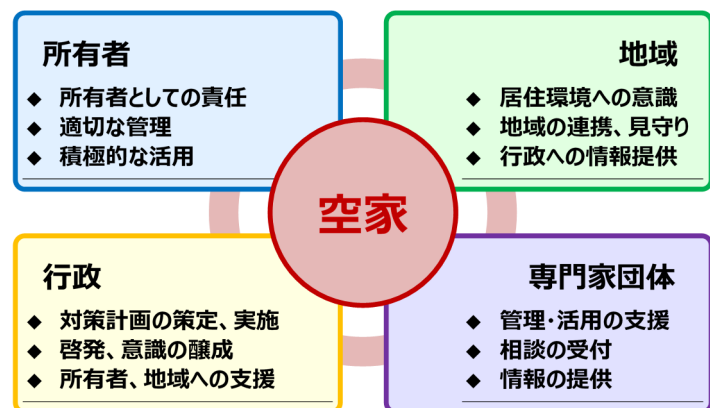 所有者
◆ 所有者としての責任
◆ 適切な管理
◆ 積極的な活用
地域
◆ 居住環境への意識
◆ 地域の連携、見守り
◆ 行政への情報提供
空家
行政
◆ 対策計画の策定、実施
◆ 啓発、意識の醸成
◆ 所有者、地域への支援
専門家団体
◆ 管理・活用の支援
◆ 相談の受付
◆ 情報の提供